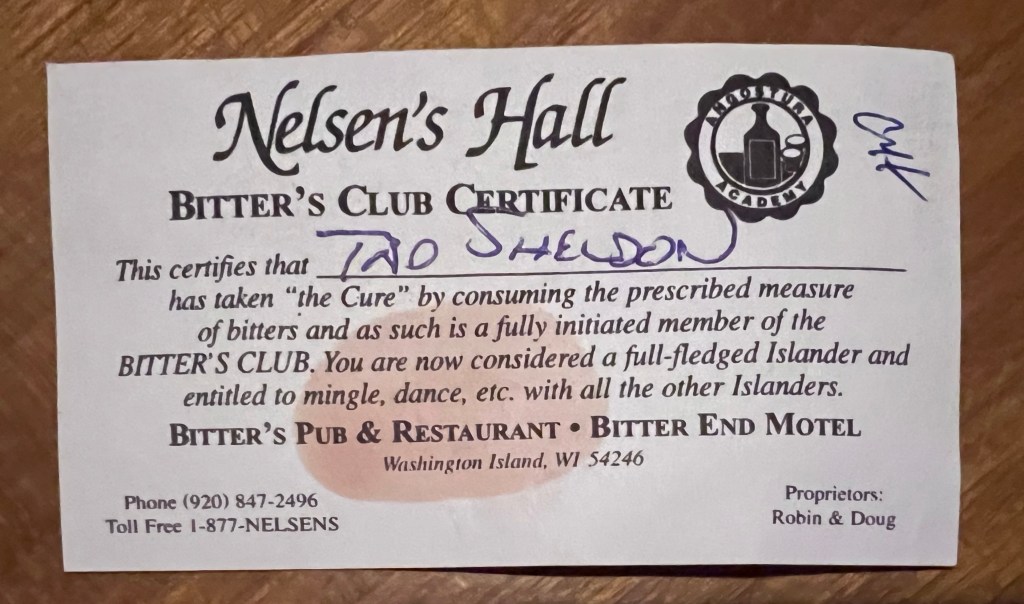 Nelsen's Hall
ANGOSTURA
ACADEMY
BITTER'S CLUB CERTIFICATE
This certifies that TAD SHELDON
has taken "the Cure" by consuming the prescribed measure
of bitters and as such is a fully initiated member of the
BITTER'S CLUB. You are now considered a full-fledged Islander and
entitled to mingle, dance, etc. with all the other Islanders.
BITTER'S PUB & RESTAURANT • BITTER END MOTEL
Washington Island, WI 54246
Phone (920) 847-2496
Toll Free 1-877-NELSENS
Proprietors:
Robin & Doug